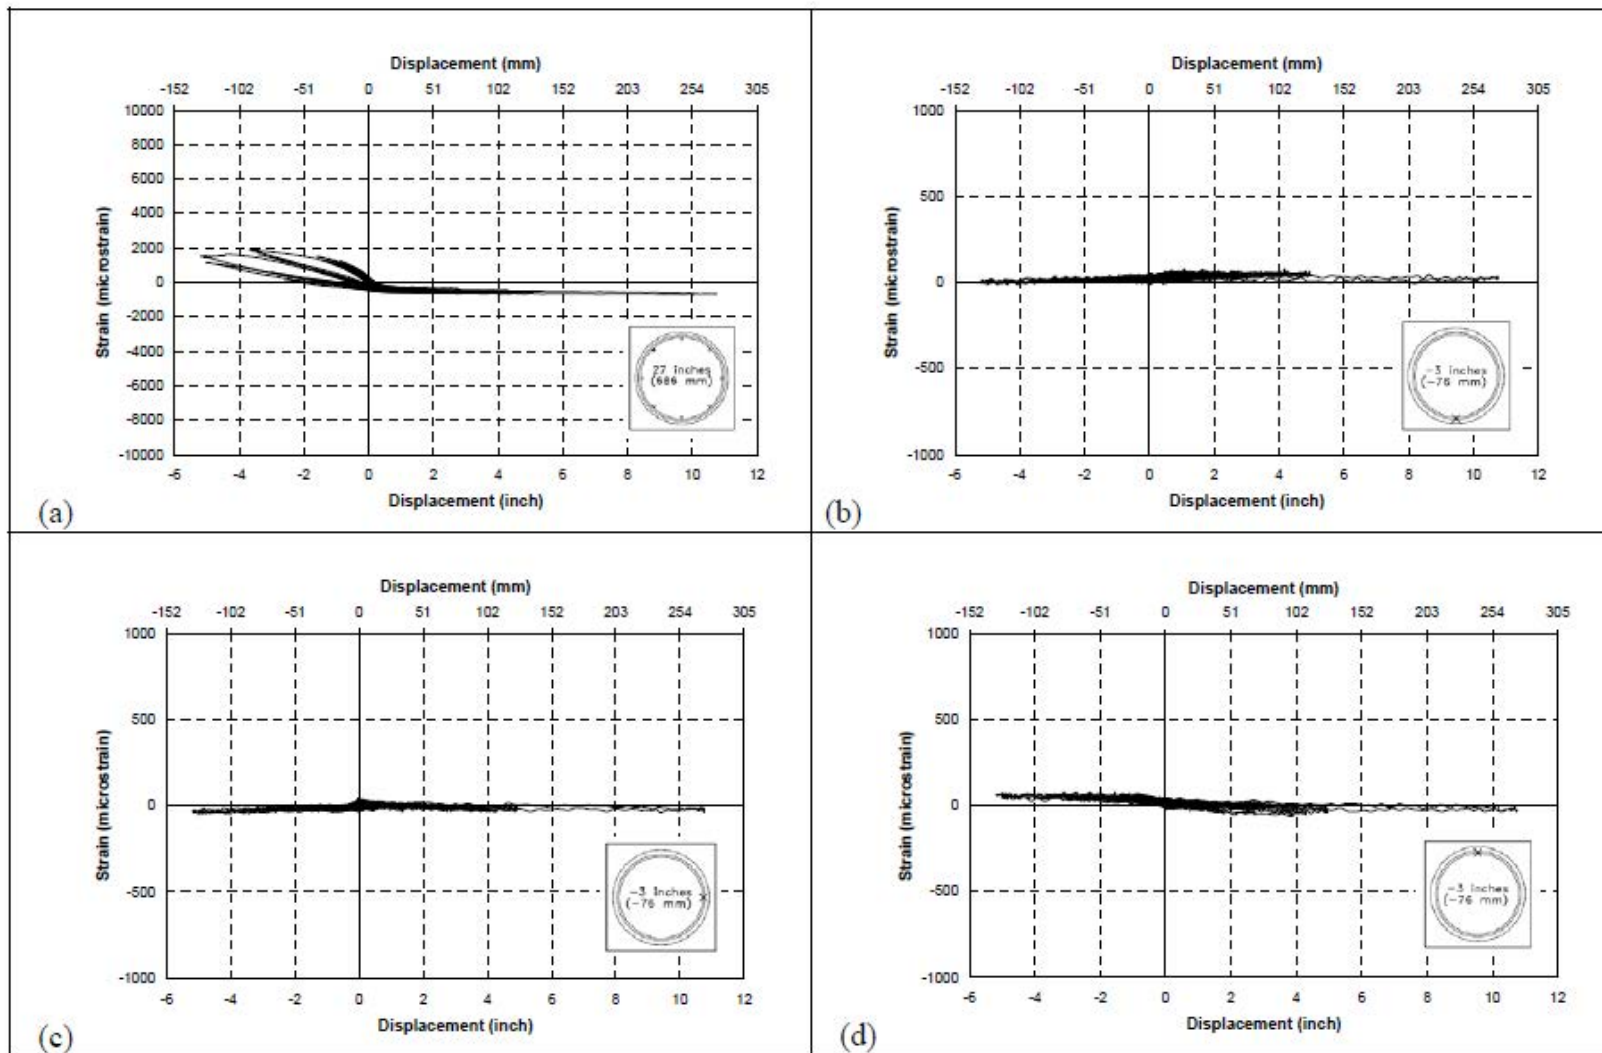 Displacement (mm)
-152 -102 -51 0 51 102 152 203 254 305
10000
8000
6000
4000
2000
0
-2000
-4000
-6000
-8000
-10000
Strain (microstrain)
27 inches
(686 mm)
-6 -4 -2 0 2 4 6 8 10 12
Displacement (inch)
(a)
Displacement (mm)
-152 -102 -51 0 51 102 152 203 254 305
1000
500
0
-500
-1000
Strain (microstrain)
-3 inches
(-76 mm)
-6 -4 -2 0 2 4 6 8 10 12
Displacement (inch)
(b)
Displacement (mm)
-152 -102 -51 0 51 102 152 203 254 305
1000
500
0
-500
-1000
Strain (microstrain)
-3 inches
(-76 mm)
-6 -4 -2 0 2 4 6 8 10 12
Displacement (inch)
(c)
Displacement (mm)
-152 -102 -51 0 51 102 152 203 254 305
1000
500
0
-500
-1000
Strain (microstrain)
-3 inches
(-76 mm)
-6 -4 -2 0 2 4 6 8 10 12
Displacement (inch)
(d)